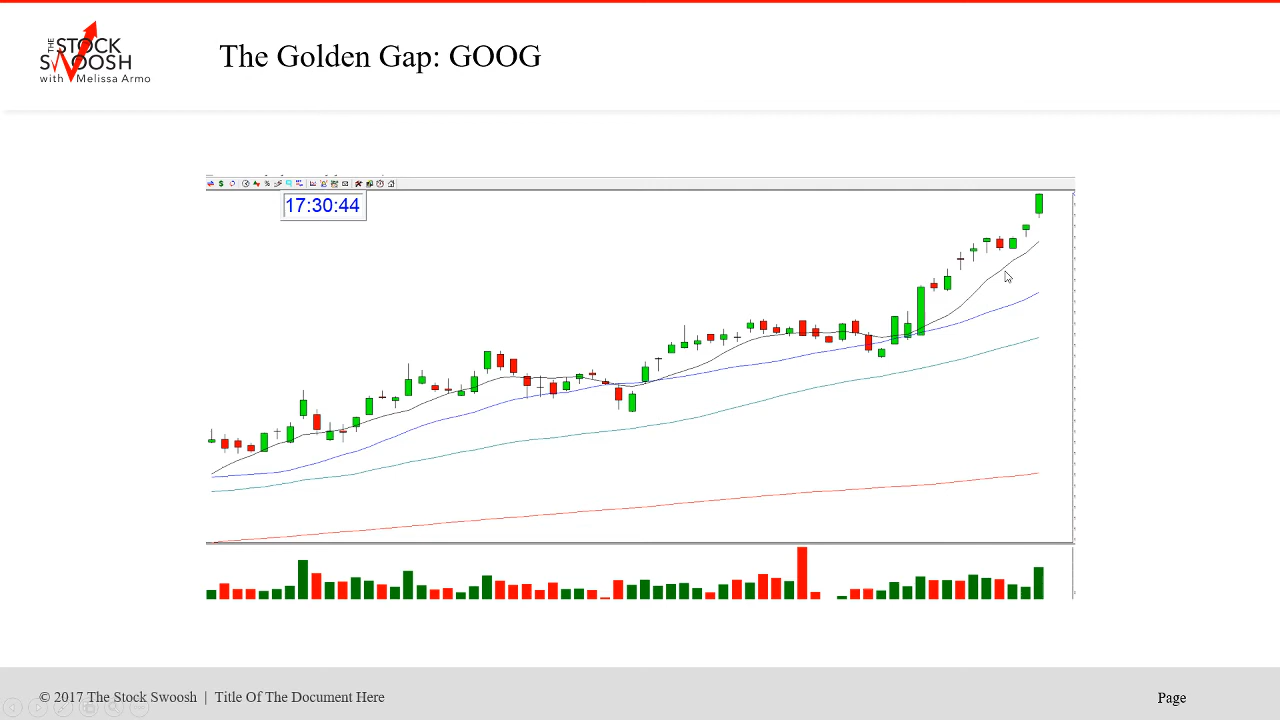 THE STOCK
SWOOSH
with Melissa Armo
The Golden Gap: GOOG
17:30:44
© 2017 The Stock Swoosh | Title Of The Document Here
Page